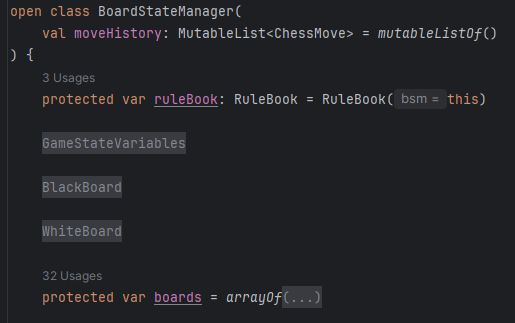 open class BoardStateManager(
val moveHistory: MutableList<ChessMove> = mutableListOf()
) {
3 Usages
protected var ruleBook: RuleBook = RuleBook( bsm = this)
GameStateVariables
BlackBoard
WhiteBoard
32 Usages
protected var boards = arrayOf(...)